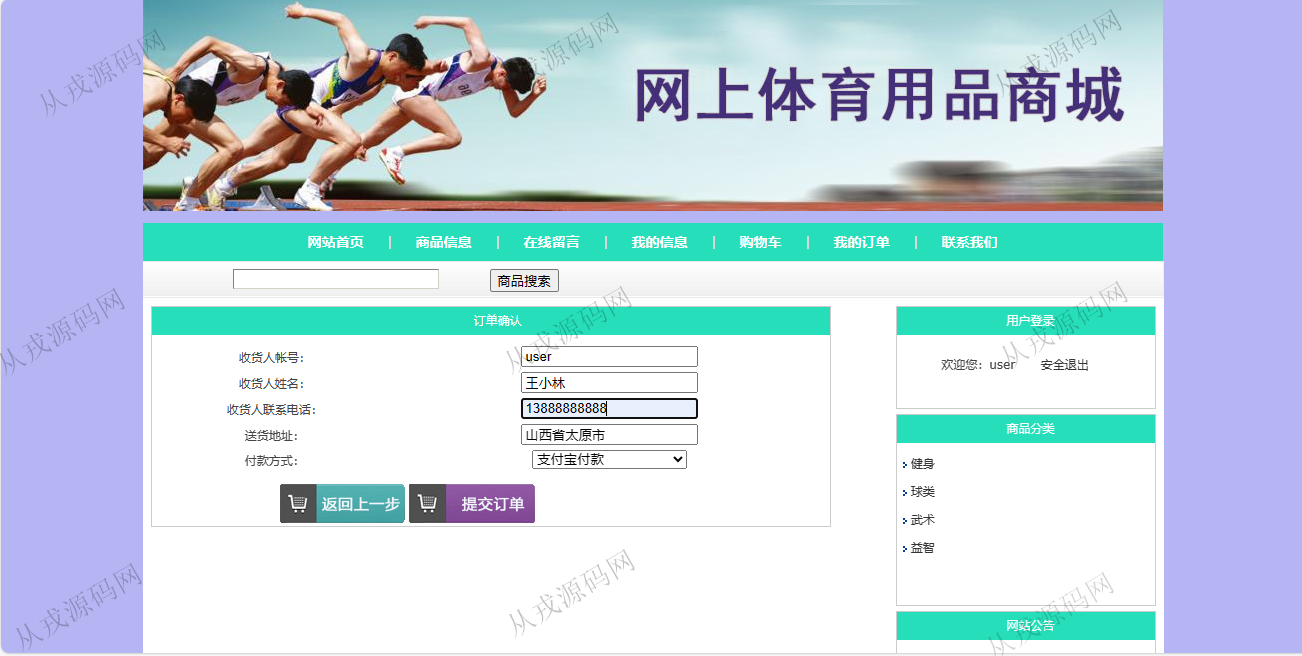 网上体育用品商城
网站首页 | 商品信息 | 在线留言 | 我的信息 | 购物车 | 我的订单 | 联系我们
商品搜索
订单确认
收货人帐号: user
收货人姓名: 王小林
收货人联系电话: 13888888888
送货地址: 山西省太原市
付款方式: 支付宝付款
返回上一步 提交订单
用户登录
欢迎您: user 安全退出
商品分类
健身
球类
武术
益智
网站公告
从戎源码网
从戎源码网
从戎源码网
从戎源码网
从戎源码网
从戎源码网
从戎源码网
从戎源码网
从戎源码网